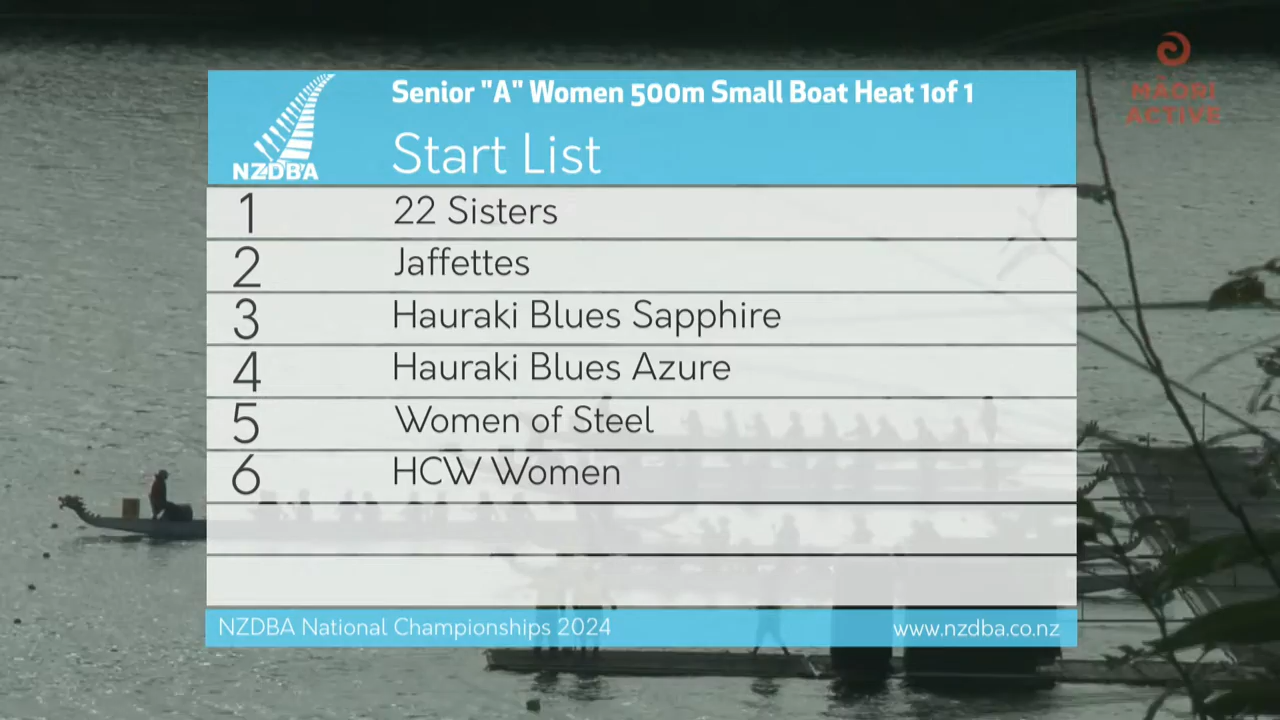 Senior "A" Women 500m Small Boat Heat 1of 1
Start List
NZDBA
MĀORI
ACTIVE
1 22 Sisters
2 Jaffettes
3 Hauraki Blues Sapphire
4 Hauraki Blues Azure
5 Women of Steel
6 HCW Women
NZDBA National Championships 2024 www.nzdba.co.nz